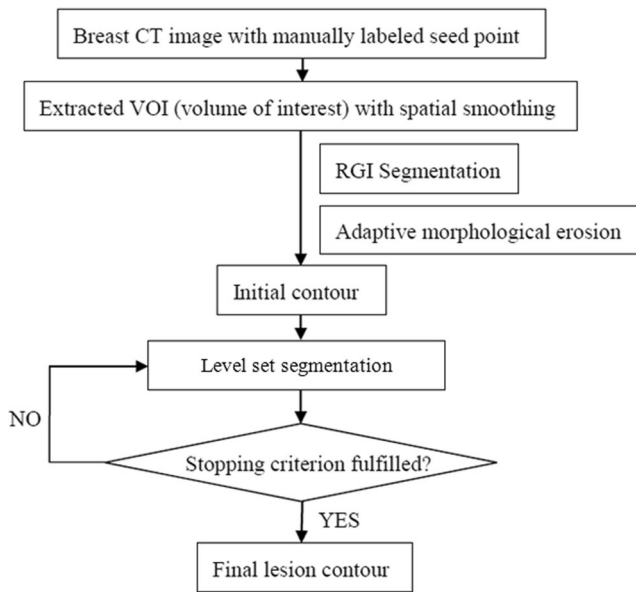 Breast CT image with manually labeled seed point
Extracted VOI (volume of interest) with spatial smoothing
RGI Segmentation
Adaptive morphological erosion
Initial contour
Level set segmentation
NO
Stopping criterion fulfilled?
YES
Final lesion contour